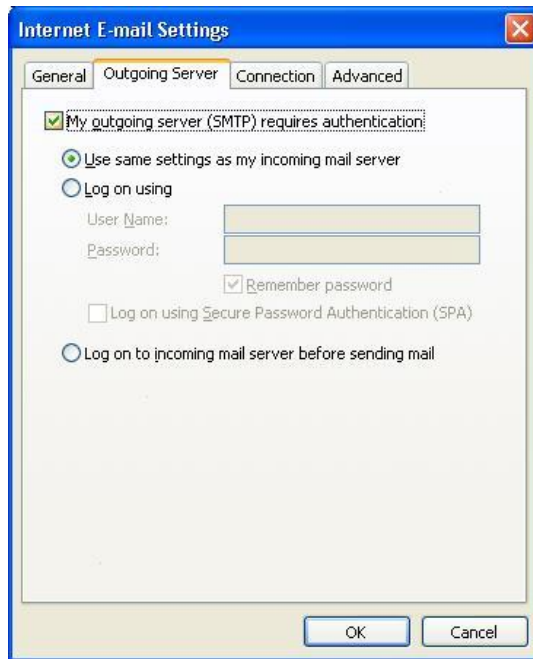 Internet E-mail Settings
General Outgoing Server Connection Advanced
My outgoing server (SMTP) requires authentication
Use same settings as my incoming mail server
Log on using
User Name:
Password:
Remember password
Log on using Secure Password Authentication (SPA)
Log on to incoming mail server before sending mail
OK Cancel